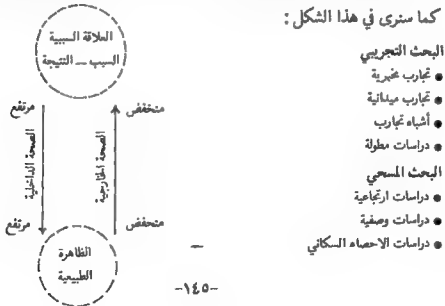 كما سنرى في هذا الشكل :
البحث التجريبي
● تجارب مخبرية
● تجارب ميدانية
● أشباه تجارب
● دراسات مطولة
البحث المسحي
● دراسات ارتجاعية
● دراسات وصفية
● دراسات الاحصاء السكاني
العلاقة السببية
السبب ــ النتيجة
منخفض
مرتفع
الصحة الخارجية
الصحة الداخلية
منحفض
مرتفع
الظاهرة
الطبيعية
-١٤٥-